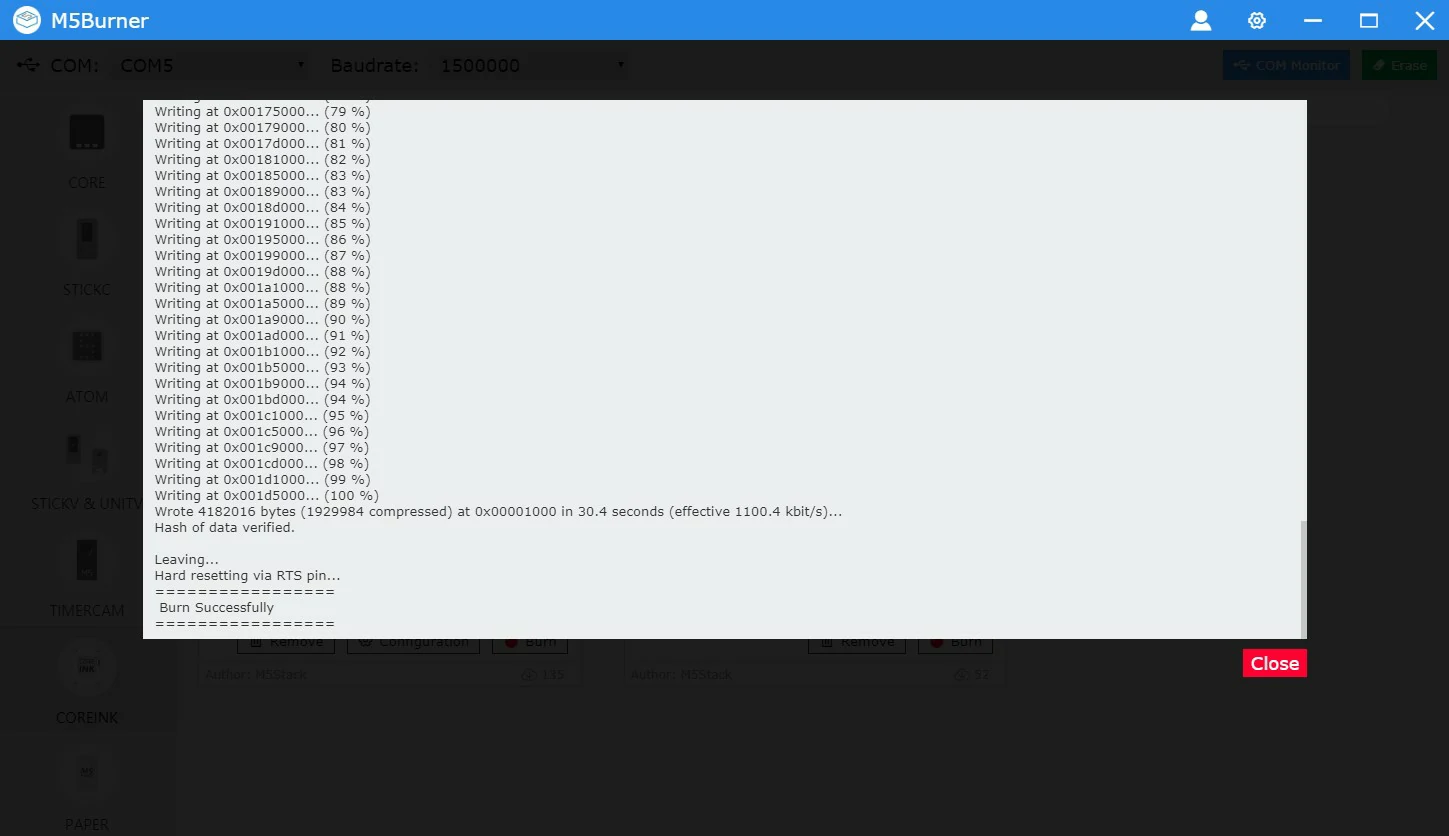 M5Burner
COM: COM5 Baudrate: 1500000 COM Monitor Erase
Writing at 0x00175000... (79 %)
Writing at 0x00179000... (80 %)
Writing at 0x0017d000... (81 %)
Writing at 0x00181000... (82 %)
Writing at 0x00185000... (83 %)
Writing at 0x00189000... (83 %)
Writing at 0x0018d000... (84 %)
Writing at 0x00191000... (85 %)
Writing at 0x00195000... (86 %)
Writing at 0x00199000... (87 %)
Writing at 0x0019d000... (88 %)
Writing at 0x001a1000... (88 %)
Writing at 0x001a5000... (89 %)
Writing at 0x001a9000... (90 %)
Writing at 0x001ad000... (91 %)
Writing at 0x001b1000... (92 %)
Writing at 0x001b5000... (93 %)
Writing at 0x001b9000... (94 %)
Writing at 0x001bd000... (94 %)
Writing at 0x001c1000... (95 %)
Writing at 0x001c5000... (96 %)
Writing at 0x001c9000... (97 %)
Writing at 0x001cd000... (98 %)
Writing at 0x001d1000... (99 %)
Writing at 0x001d5000... (100 %)
Wrote 4182016 bytes (1929984 compressed) at 0x00001000 in 30.4 seconds (effective 1100.4 kbit/s)...
Hash of data verified.
Leaving...
Hard resetting via RTS pin...
=================
Burn Successfully
=================
Close
CORE
STICKC
ATOM
STICKV & UNITV
TIMERCAM
COREINK
PAPER
Remove Configuration Burn
Author: M5Stack 135
Remove Burn
Author: M5Stack 32